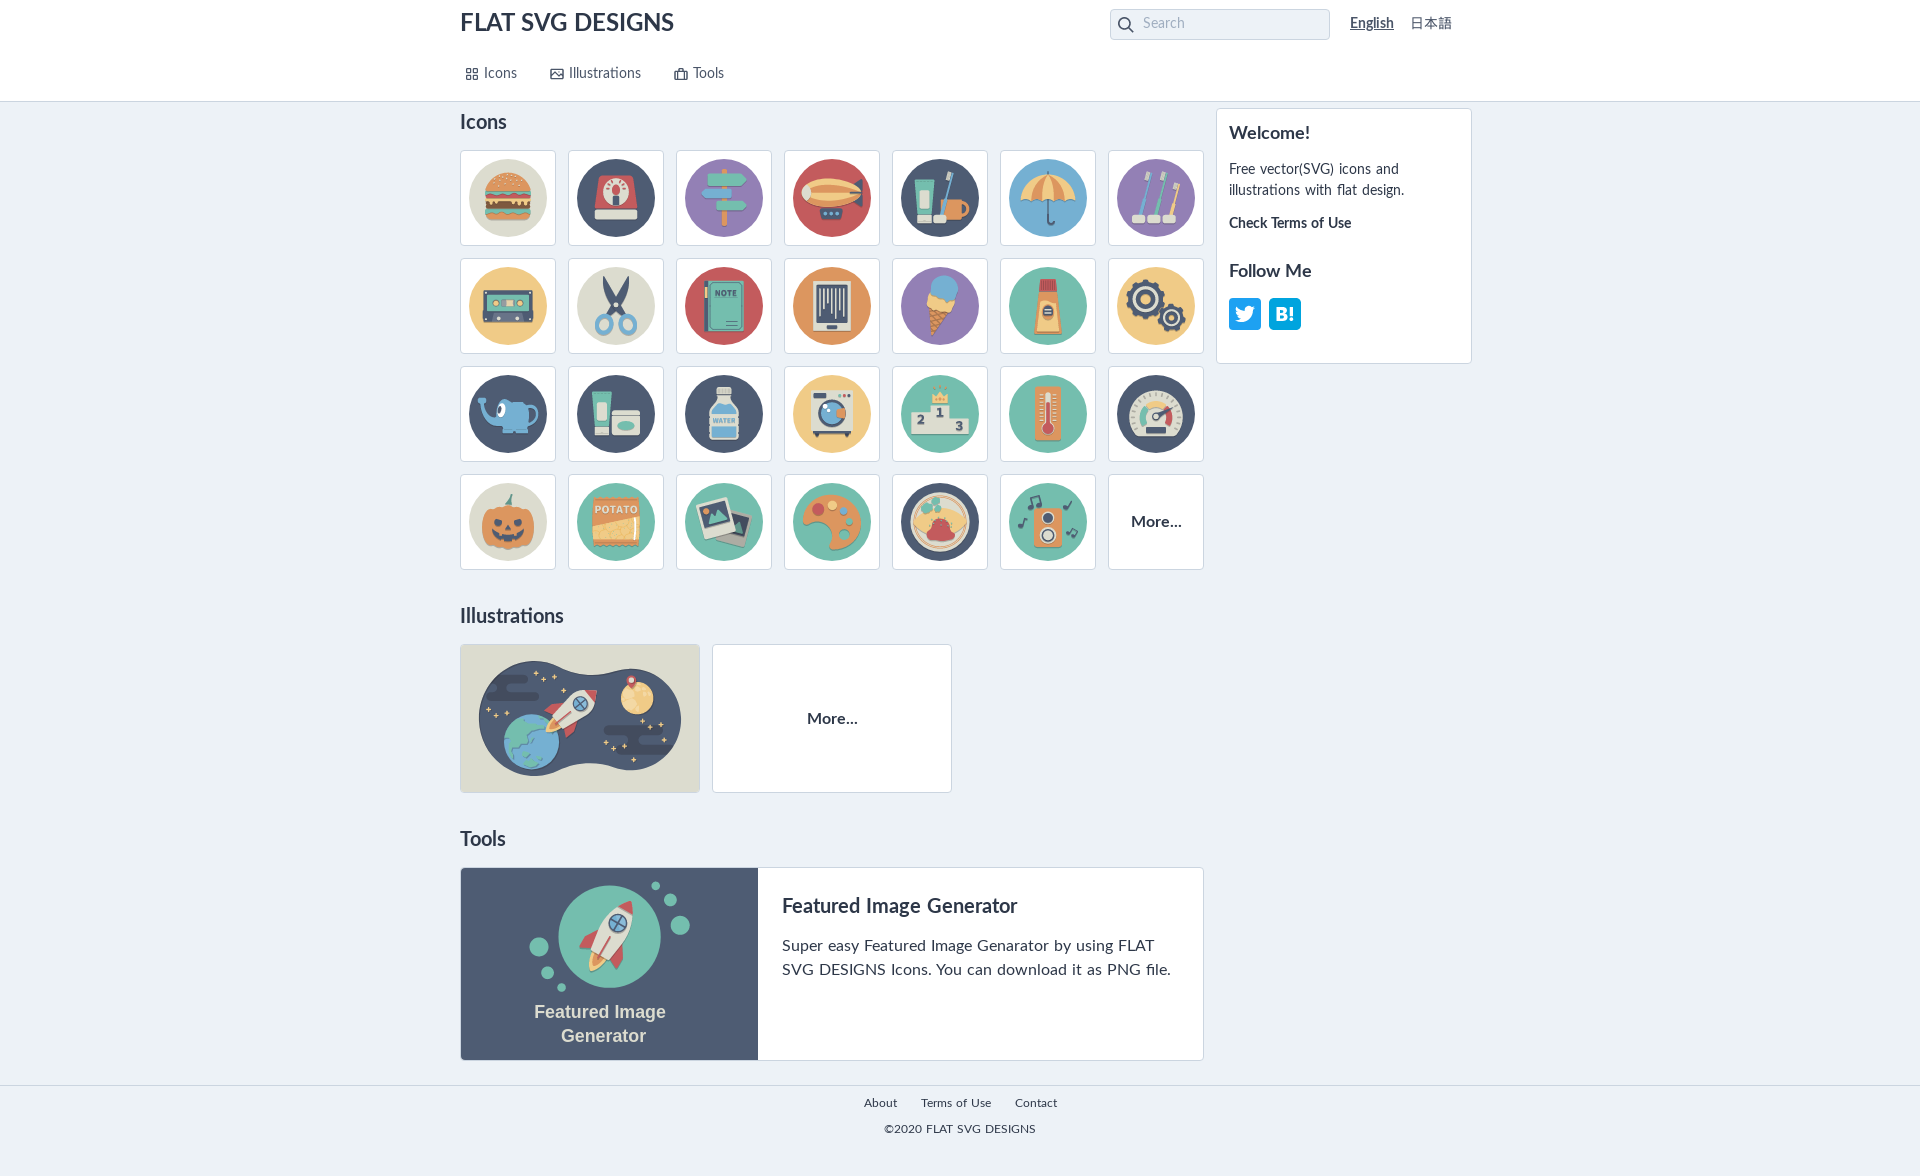 FLAT SVG DESIGNS
Search
English
日本語
Icons
Illustrations
Tools
Icons
Welcome!
Free vector(SVG) icons and
illustrations with flat design.
Check Terms of Use
Follow Me
B!
NOTE
WATER
2
1
3
POTATO
More...
Illustrations
More...
Tools
Featured Image
Generator
Featured Image Generator
Super easy Featured Image Genarator by using FLAT
SVG DESIGNS Icons. You can download it as PNG file.
About
Terms of Use
Contact
©2020 FLAT SVG DESIGNS